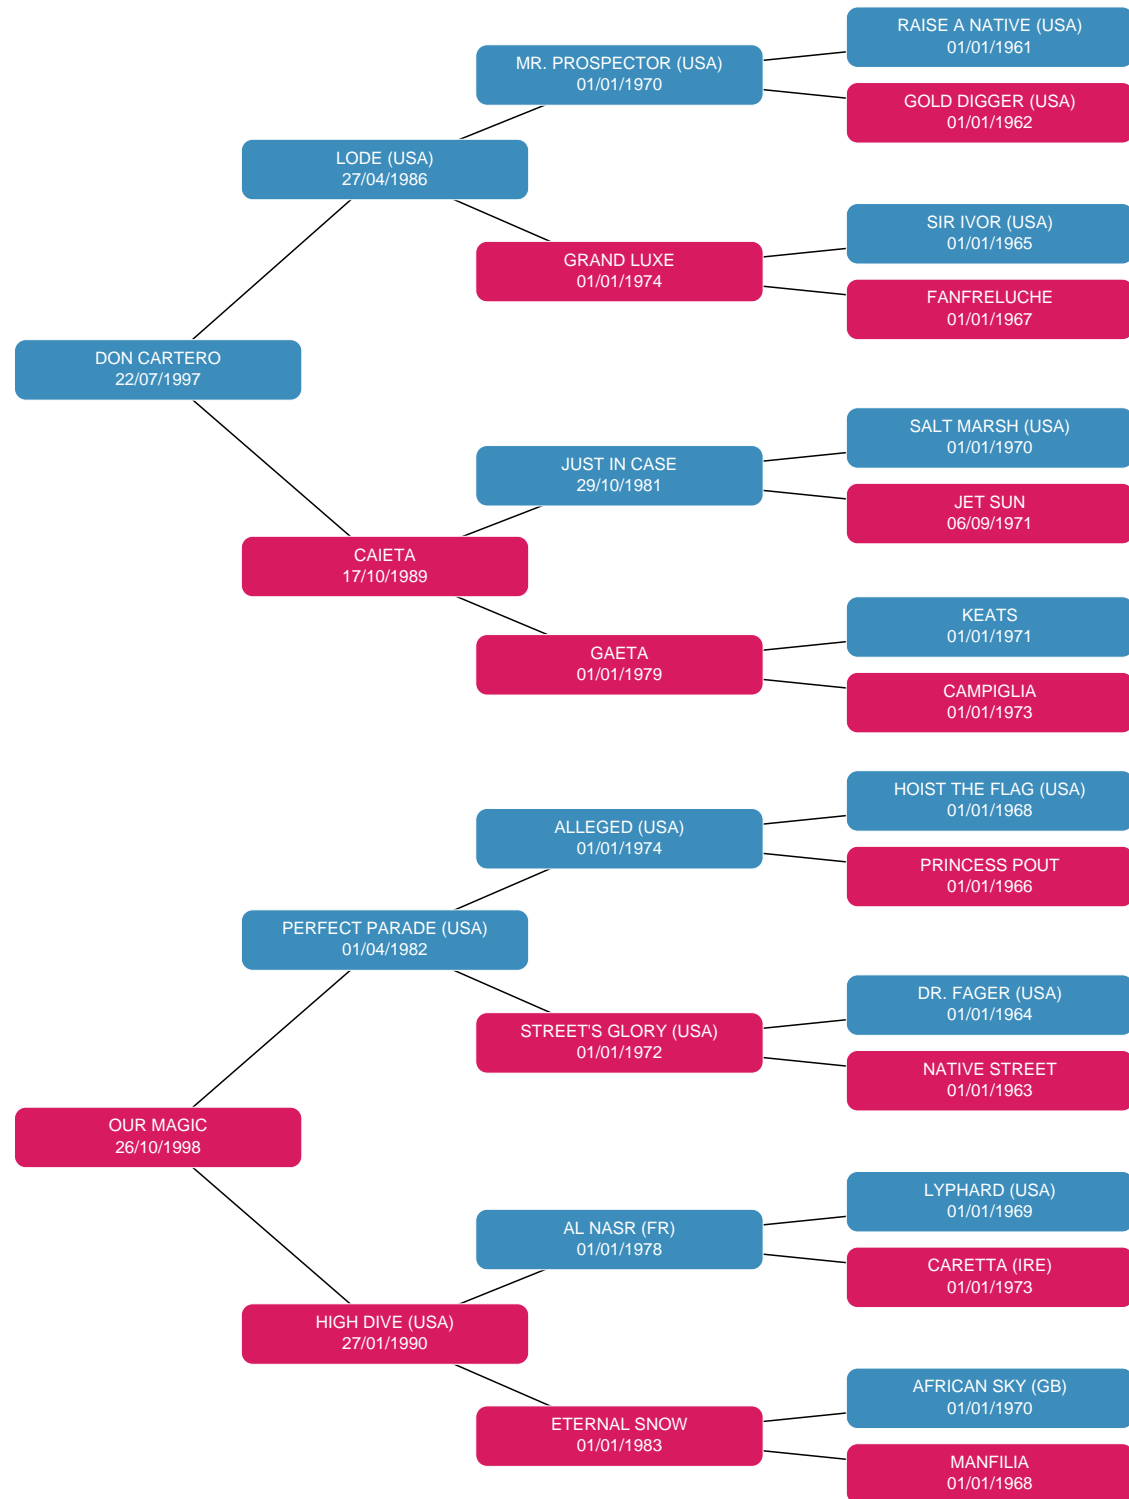 RAISE A NATIVE (USA)
01/01/1961
MR. PROSPECTOR (USA)
01/01/1970
GOLD DIGGER (USA)
01/01/1962
LODE (USA)
27/04/1986
SIR IVOR (USA)
01/01/1965
GRAND LUXE
01/01/1974
FANFRELUCHE
01/01/1967
DON CARTERO
22/07/1997
SALT MARSH (USA)
01/01/1970
JUST IN CASE
29/10/1981
JET SUN
06/09/1971
CAIETA
17/10/1989
KEATS
01/01/1971
GAETA
01/01/1979
CAMPIGLIA
01/01/1973
HOIST THE FLAG (USA)
01/01/1968
ALLEGED (USA)
01/01/1974
PRINCESS POUT
01/01/1966
PERFECT PARADE (USA)
01/04/1982
DR. FAGER (USA)
01/01/1964
STREET'S GLORY (USA)
01/01/1972
NATIVE STREET
01/01/1963
OUR MAGIC
26/10/1998
LYPHARD (USA)
01/01/1969
AL NASR (FR)
01/01/1978
CARETTA (IRE)
01/01/1973
HIGH DIVE (USA)
27/01/1990
AFRICAN SKY (GB)
01/01/1970
ETERNAL SNOW
01/01/1983
MANFILIA
01/01/1968